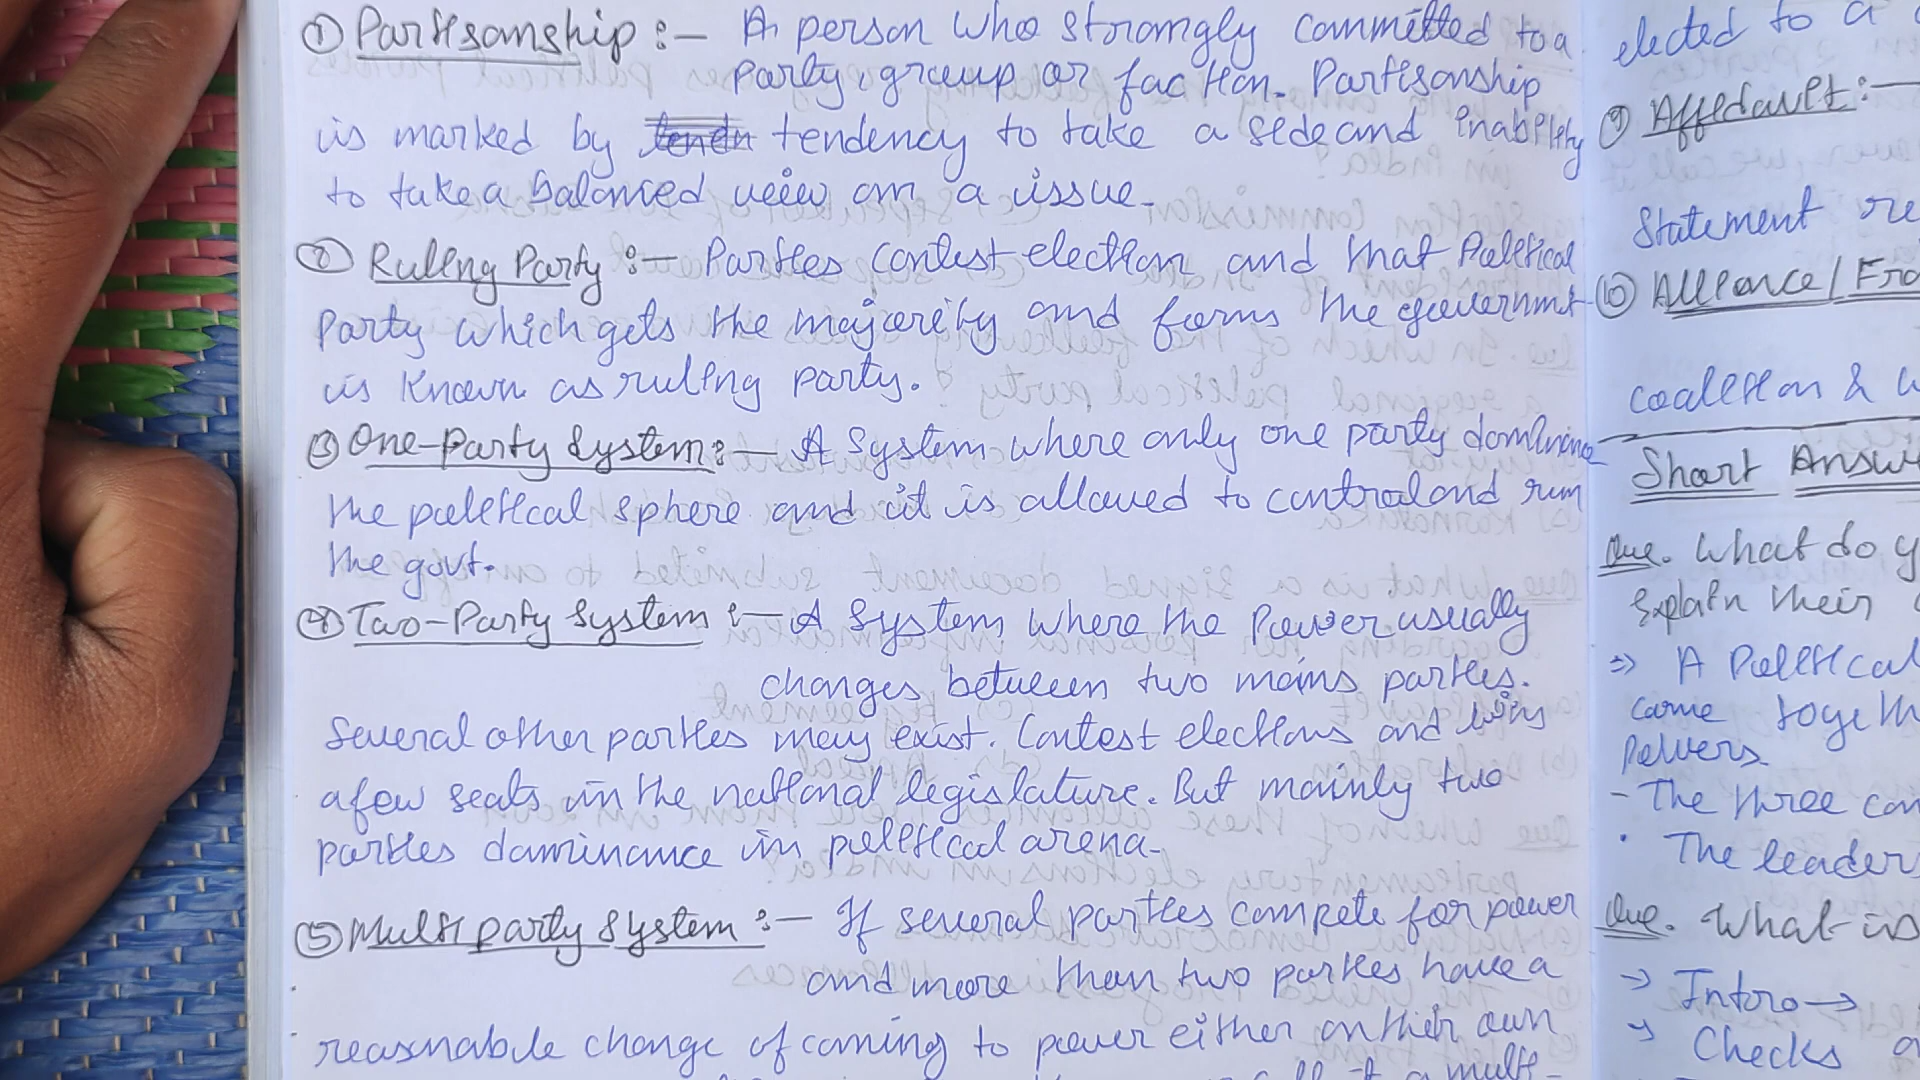 ① Partisanship :- A person who strongly committed to a
party, group or faction. Partisanship
is marked by tendency to take a side and inability
to take a balanced veiw on a issue.
② Ruling Party :- Parties contest election and that Political
Party which gets the majority and forms the government
is known as ruling party.
③ One-Party System :- A System where only one party
the political sphere and it is allowed to control and run
the govt.
④ Two-Party System :- A System where the Power usually
changes between two mains parties.
Several other parties may exist. Contest elections and wins
a few seats in the national legislature. But mainly two
parties dominance in political arena.
⑤ Multi party System :- If several parties compete for power
and more than two parties have a
reasonable change of coming to power either on their own
a multi-
elected to a
⑨ Affedavit :-
Statement re
⑩ Alliance / Fro
coalition &
Short Answe
Que. What do y
Explain their
⇒ A Political
came togeth
Powers
- The three com
• The leaders
Que. What is
→ Intro →
→ Checks